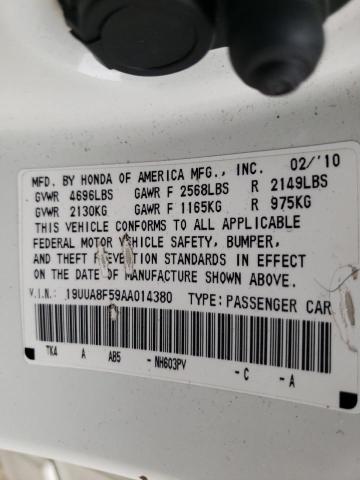 MFD. BY HONDA OF AMERICA MFG., INC. 02/'10
GVWR 4696LBS GAWR F 2568LBS R 2149LBS
GVWR 2130KG GAWR F 1165KG R 975KG
THIS VEHICLE CONFORMS TO ALL APPLICABLE
FEDERAL MOTOR VEHICLE SAFETY, BUMPER,
AND THEFT PREVENTION STANDARDS IN EFFECT
ON THE DATE OF MANUFACTURE SHOWN ABOVE.
V.I.N.: 19UUA8F59AA014380 TYPE: PASSENGER CAR
TK4 A AB5 -NH603PV -C -A